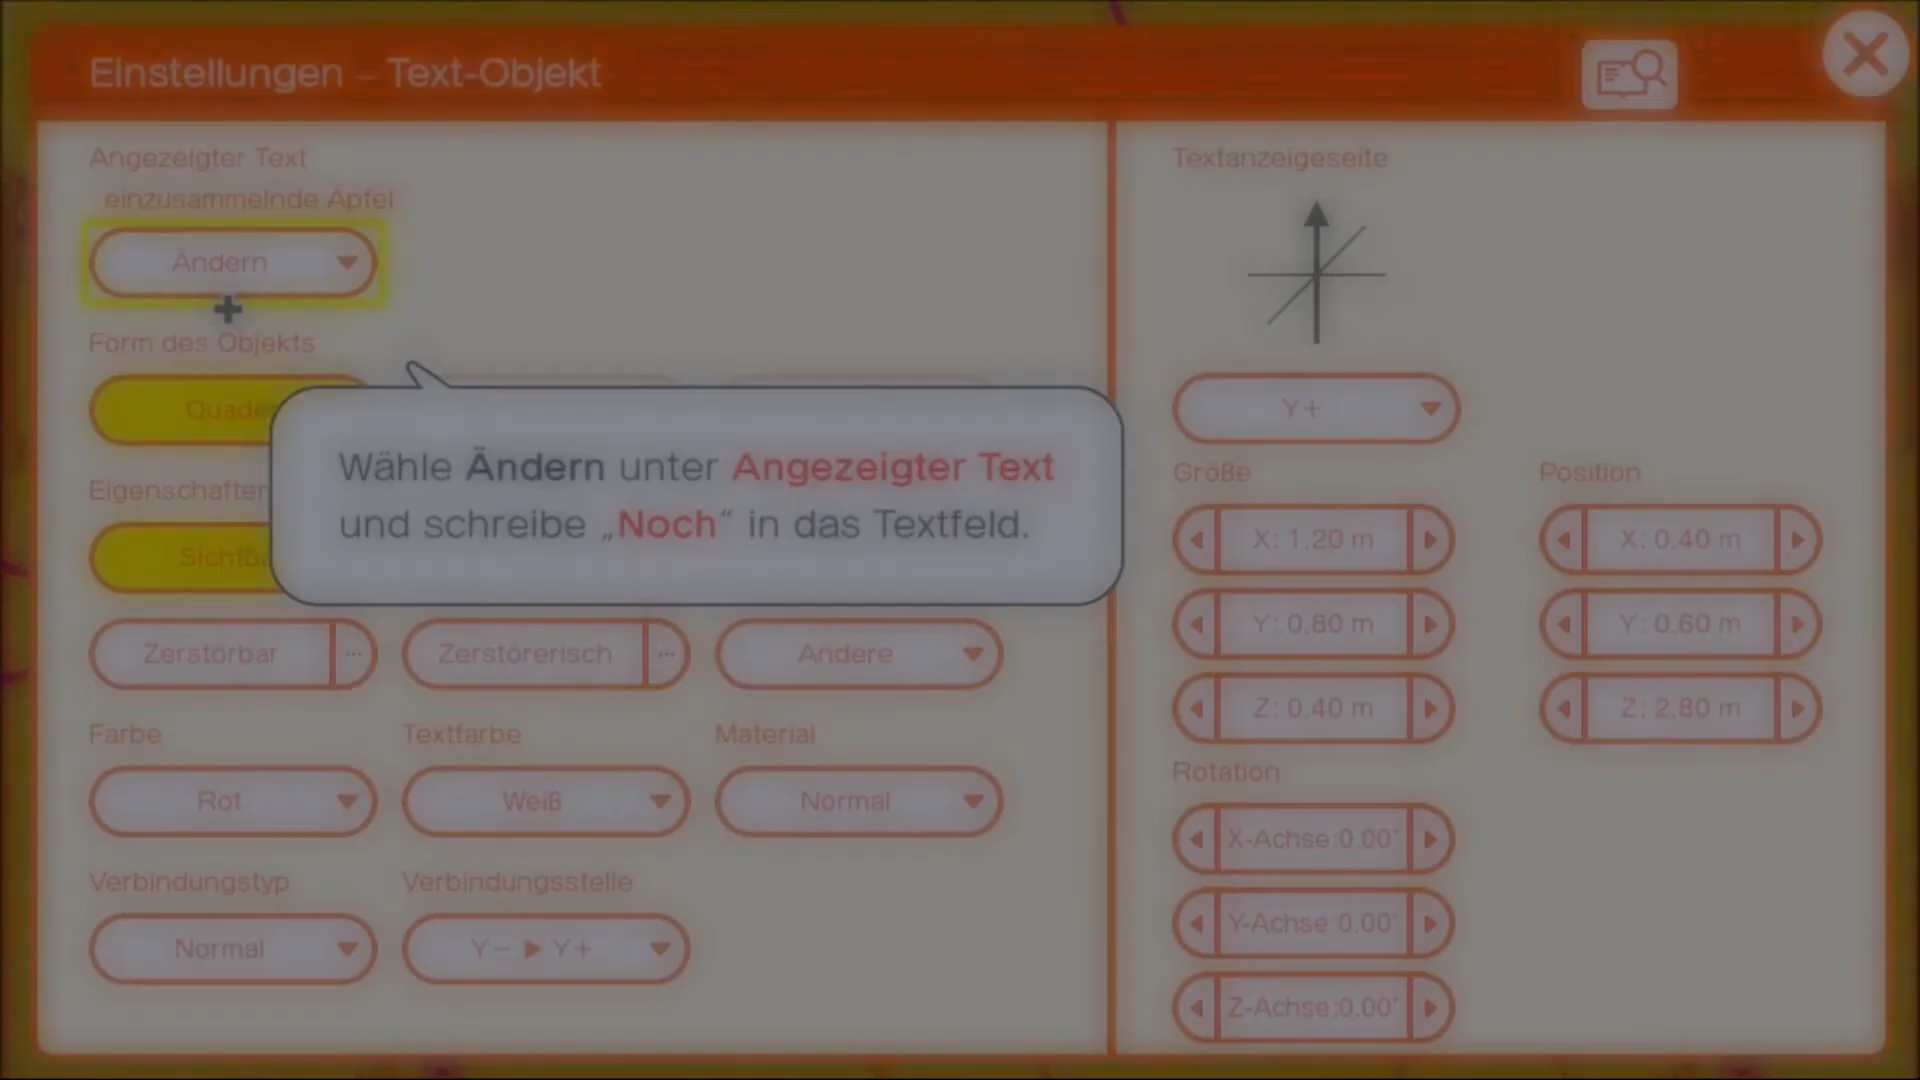 Einstellungen – Text-Objekt
Angezeigter Text
einzusammelnde Äpfel
Ändern
Form des Objekts
Wähle Ändern unter Angezeigter Text
und schreibe „Noch“ in das Textfeld.
Zerstörbar ...
Zerstörerisch ...
Andere
Farbe
Textfarbe
Material
Rot
Weiß
Normal
Verbindungstyp
Verbindungsstelle
Normal
Y– ▶ Y+
Textanzeigeseite
Y+
Größe
X: 1,20 m
Y: 0,80 m
Z: 0,40 m
Position
X: 0,40 m
Y: 0,60 m
Z: 2,80 m
Rotation
X-Achse:0,00°
Y-Achse:0,00°
Z-Achse:0,00°